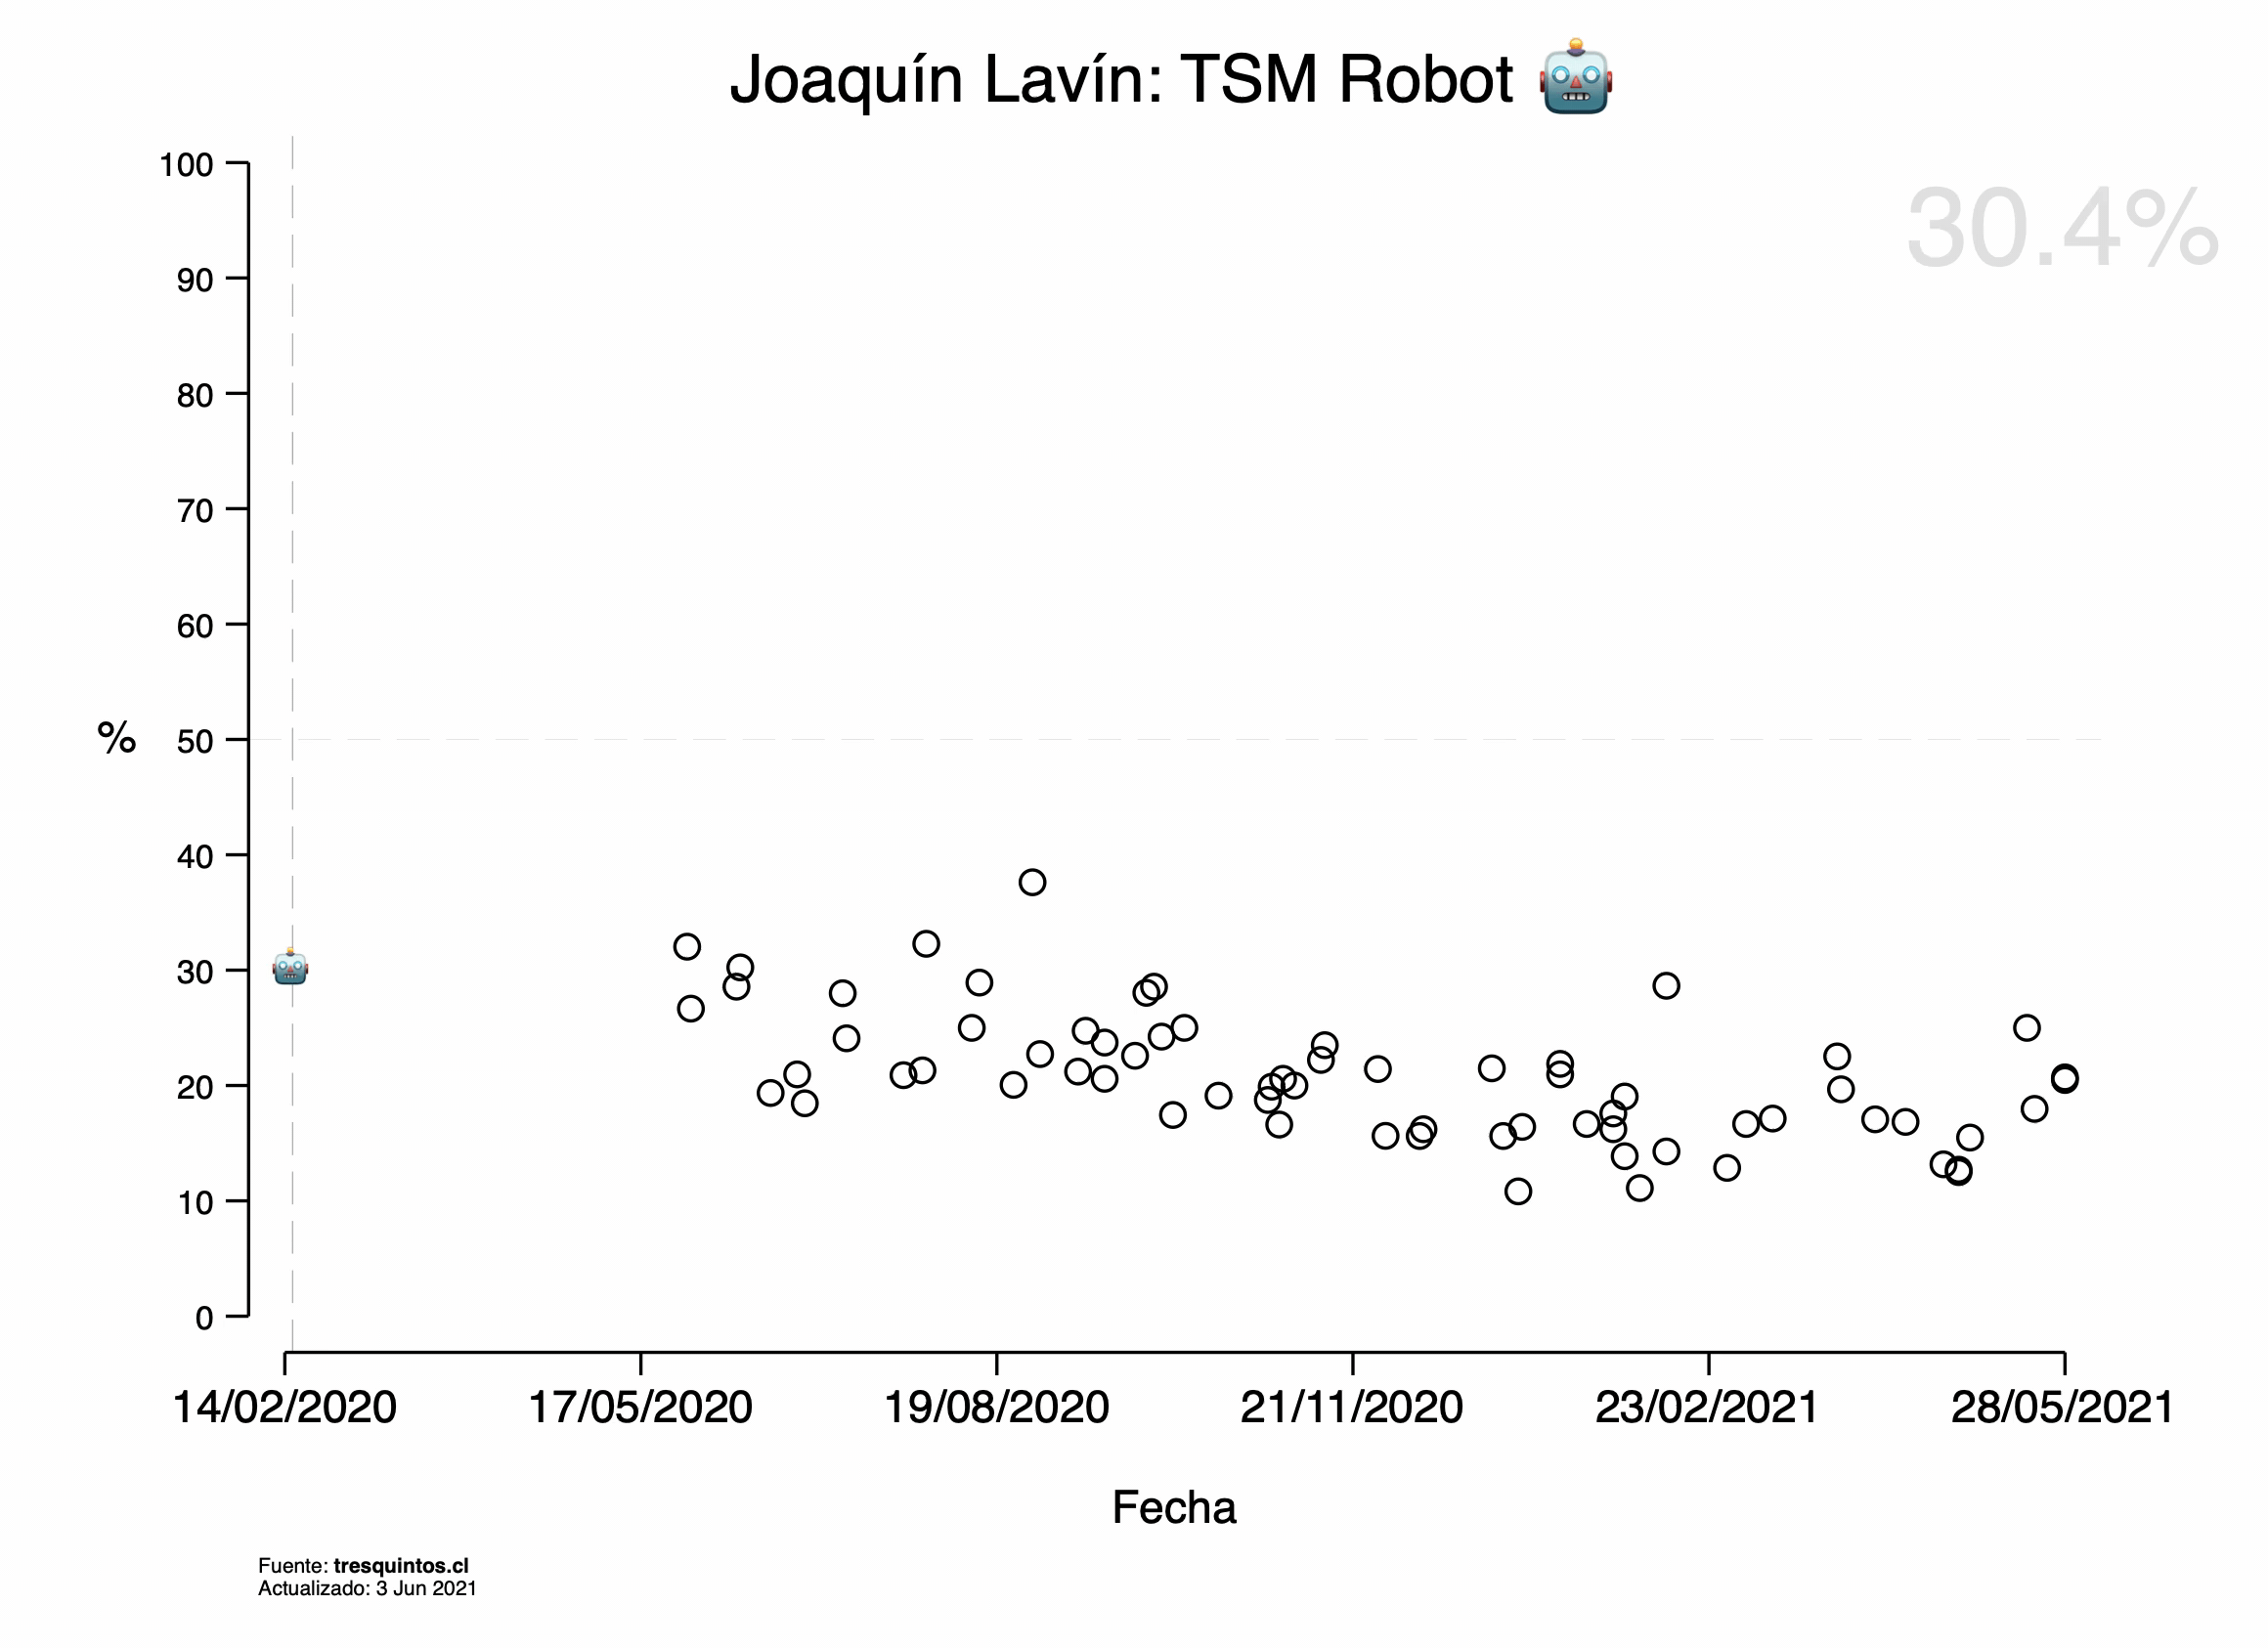 Joaquín Lavín: TSM Robot 🤖
30.4%
100
90
80
70
60
50
40
30
20
10
0
%
14/02/2020 17/05/2020 19/08/2020 21/11/2020 23/02/2021 28/05/2021
Fecha
Fuente: tresquintos.cl
Actualizado: 3 Jun 2021